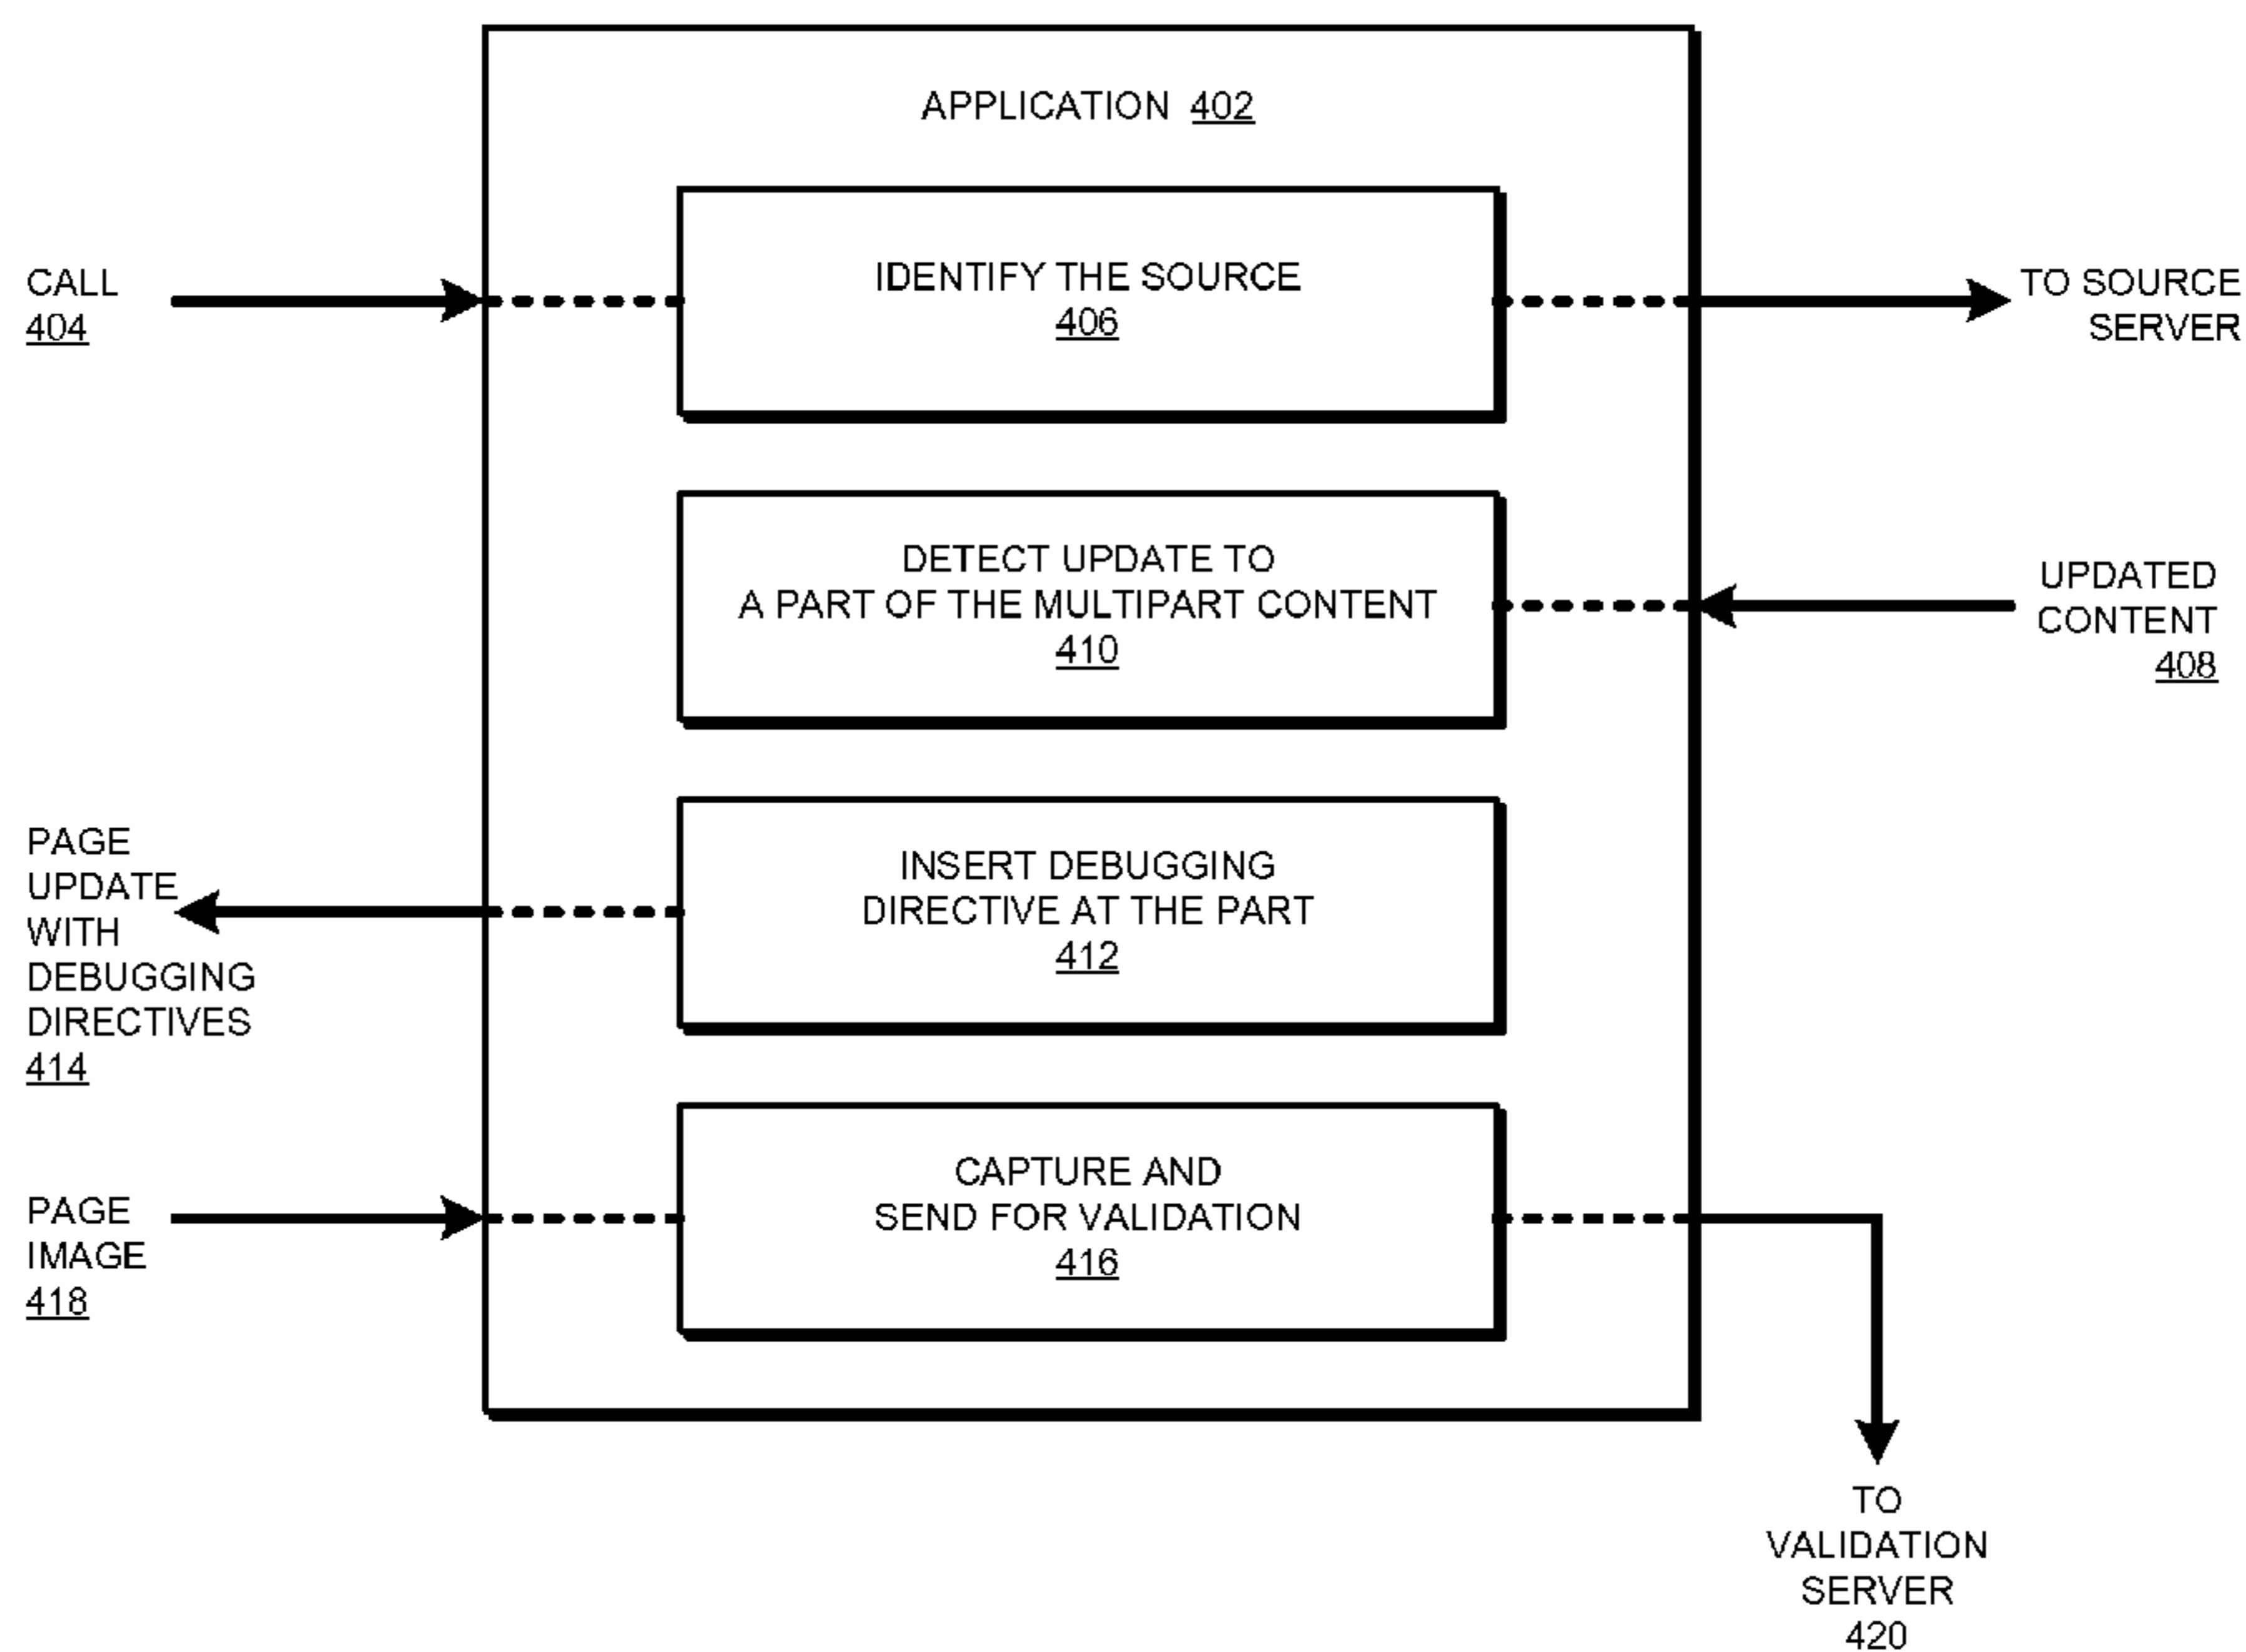 APPLICATION 402
CALL
404
IDENTIFY THE SOURCE
406
TO SOURCE
SERVER
DETECT UPDATE TO
A PART OF THE MULTIPART CONTENT
410
UPDATED
CONTENT
408
PAGE
UPDATE
WITH
DEBUGGING
DIRECTIVES
414
INSERT DEBUGGING
DIRECTIVE AT THE PART
412
PAGE
IMAGE
418
CAPTURE AND
SEND FOR VALIDATION
416
TO
VALIDATION
SERVER
420